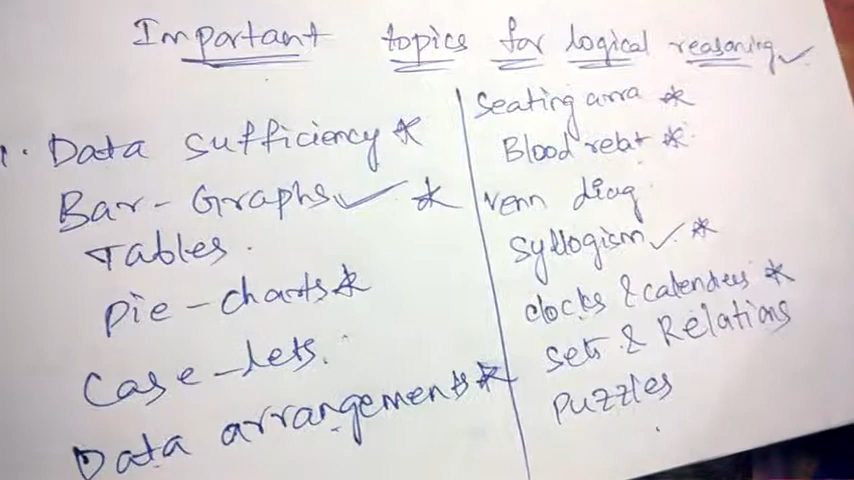 Important topics for logical reasoning ✓
1. Data sufficiency *
Bar-Graphs ✓ *
Tables.
Pie-charts *
Case-lets.
Data arrangements *
Seating arra *
Blood relat *
Venn diag
Syllogism ✓ *
clocks & calenders *
Sets & Relations
Puzzles